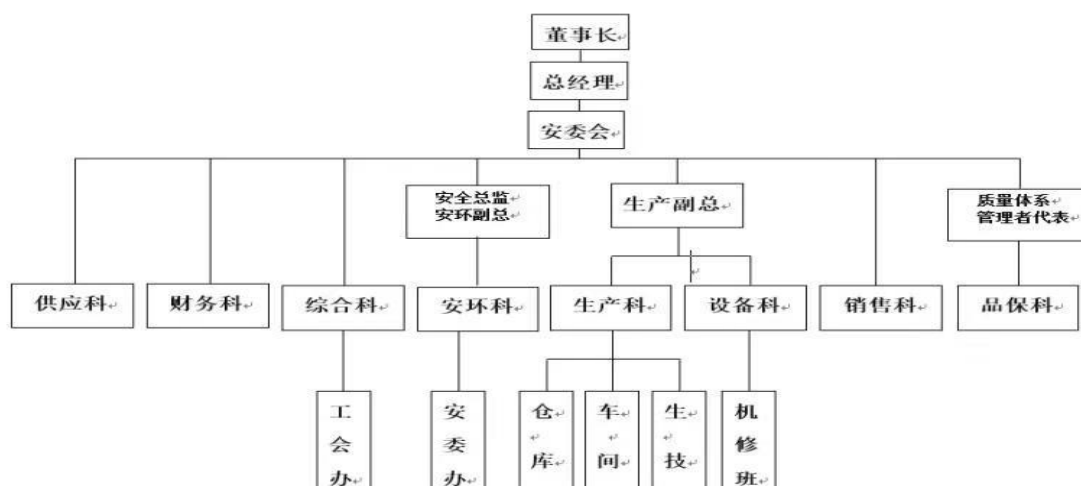 董事长
总经理
安委会
安全总监
安环副总
生产副总
质量体系
管理者代表
供应科
财务科
综合科
安环科
生产科
设备科
销售科
品保科
工会办
安委办
仓库
车间
生技
机修班